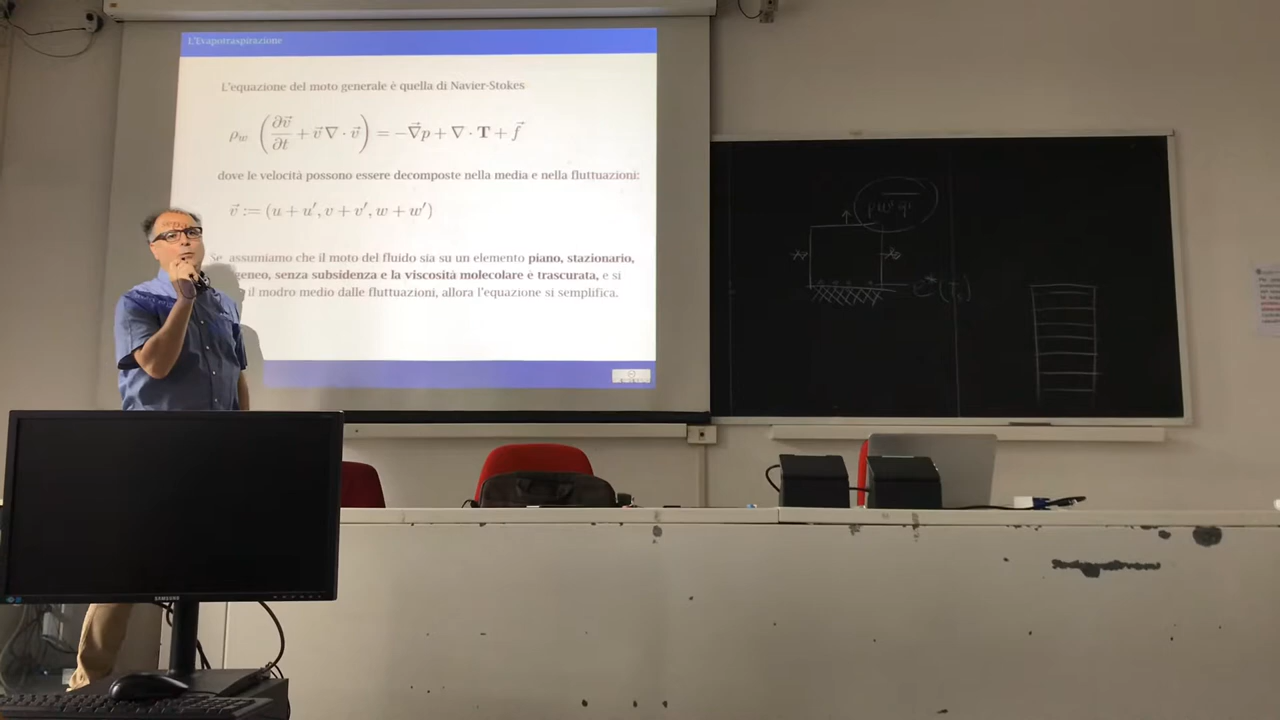 L'Evapotraspirazione
L'equazione del moto generale è quella di Navier-Stokes
ρw (∂v⃗/∂t + v⃗ ∇ · v⃗) = −∇⃗p + ∇ · T + f⃗
dove le velocità possono essere decomposte nella media e nella fluttuazioni:
v⃗ := (u + u′, v + v′, w + w′)
Se assumiamo che il moto del fluido sia su un elemento piano, stazionario,
geneo, senza subsidenza e la viscosità molecolare è trascurata, e si
il modro medio dalle fluttuazioni, allora l'equazione si semplifica.
SAMSUNG